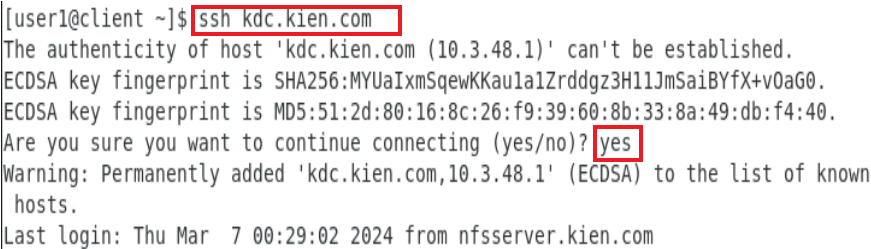 [user1@client ~]$ ssh kdc.kien.com
The authenticity of host 'kdc.kien.com (10.3.48.1)' can't be established.
ECDSA key fingerprint is SHA256:MYUaIxmSqewKKau1a1Zrddgz3H11JmSaiBYfX+vOaG0.
ECDSA key fingerprint is MD5:51:2d:80:16:8c:26:f9:39:60:8b:33:8a:49:db:f4:40.
Are you sure you want to continue connecting (yes/no)? yes
Warning: Permanently added 'kdc.kien.com,10.3.48.1' (ECDSA) to the list of known
hosts.
Last login: Thu Mar  7 00:29:02 2024 from nfsserver.kien.com